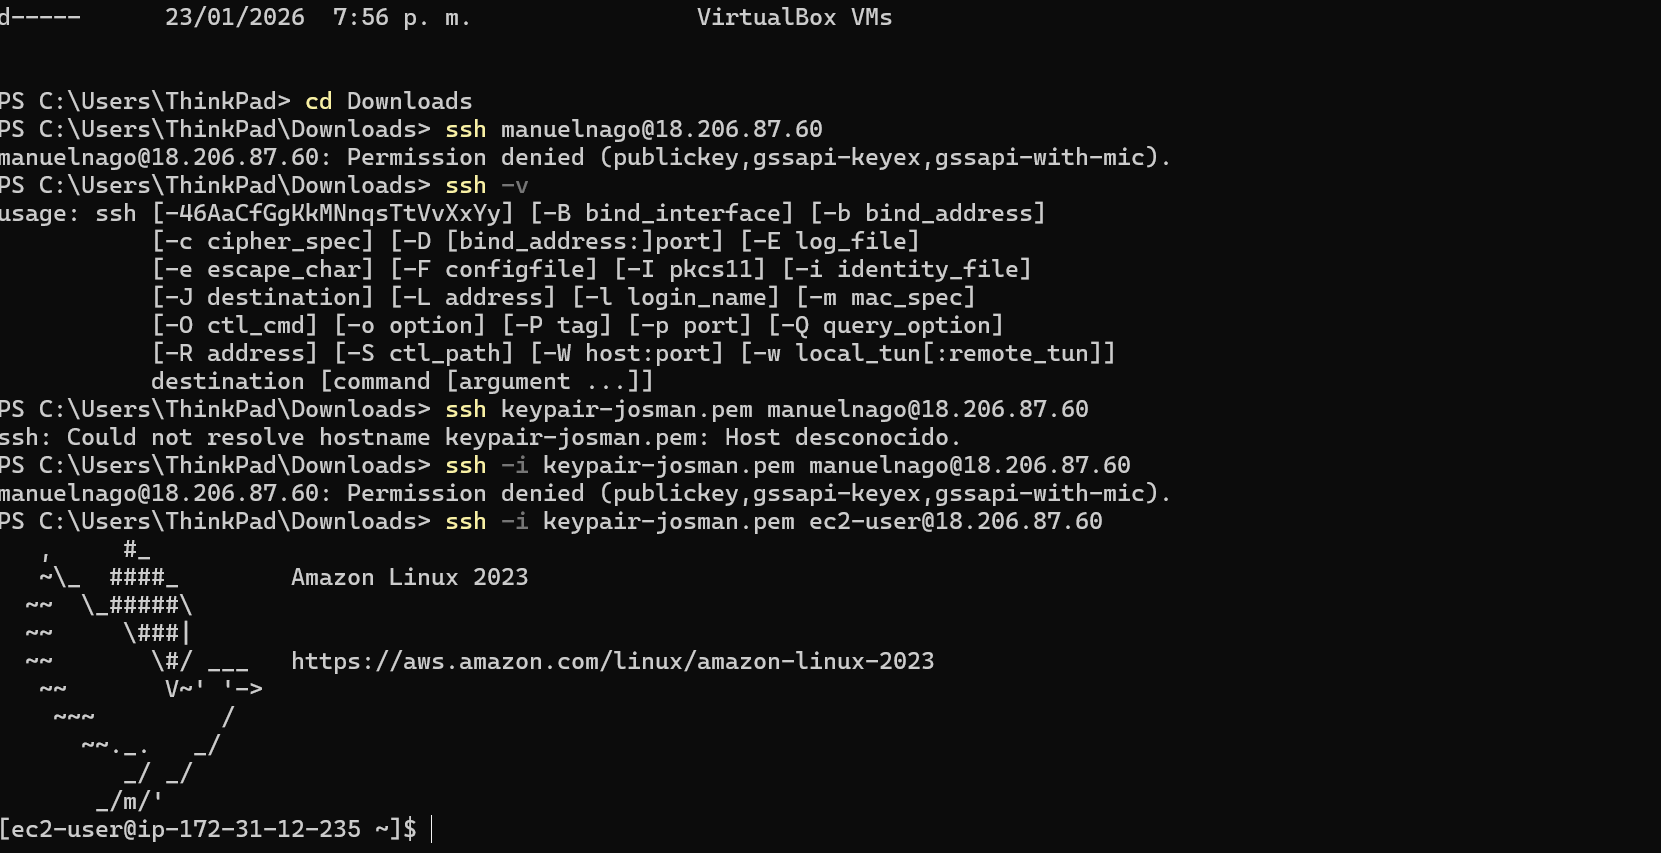 d-----      23/01/2026  7:56 p. m.                VirtualBox VMs
PS C:\Users\ThinkPad> cd Downloads
PS C:\Users\ThinkPad\Downloads> ssh manuelnago@18.206.87.60
manuelnago@18.206.87.60: Permission denied (publickey,gssapi-keyex,gssapi-with-mic).
PS C:\Users\ThinkPad\Downloads> ssh -v
usage: ssh [-46AaCfGgKkMNnqsTtVvXxYy] [-B bind_interface] [-b bind_address]
           [-c cipher_spec] [-D [bind_address:]port] [-E log_file]
           [-e escape_char] [-F configfile] [-I pkcs11] [-i identity_file]
           [-J destination] [-L address] [-l login_name] [-m mac_spec]
           [-O ctl_cmd] [-o option] [-P tag] [-p port] [-Q query_option]
           [-R address] [-S ctl_path] [-W host:port] [-w local_tun[:remote_tun]]
           destination [command [argument ...]]
PS C:\Users\ThinkPad\Downloads> ssh keypair-josman.pem manuelnago@18.206.87.60
ssh: Could not resolve hostname keypair-josman.pem: Host desconocido.
PS C:\Users\ThinkPad\Downloads> ssh -i keypair-josman.pem manuelnago@18.206.87.60
manuelnago@18.206.87.60: Permission denied (publickey,gssapi-keyex,gssapi-with-mic).
PS C:\Users\ThinkPad\Downloads> ssh -i keypair-josman.pem ec2-user@18.206.87.60
   ,     #_
   ~\_  ####_        Amazon Linux 2023
  ~~  \_#####\
  ~~     \###|
  ~~       \#/ ___   https://aws.amazon.com/linux/amazon-linux-2023
   ~~       V~' '->
    ~~~         /
      ~~._.   _/
         _/ _/
       _/m/'
[ec2-user@ip-172-31-12-235 ~]$